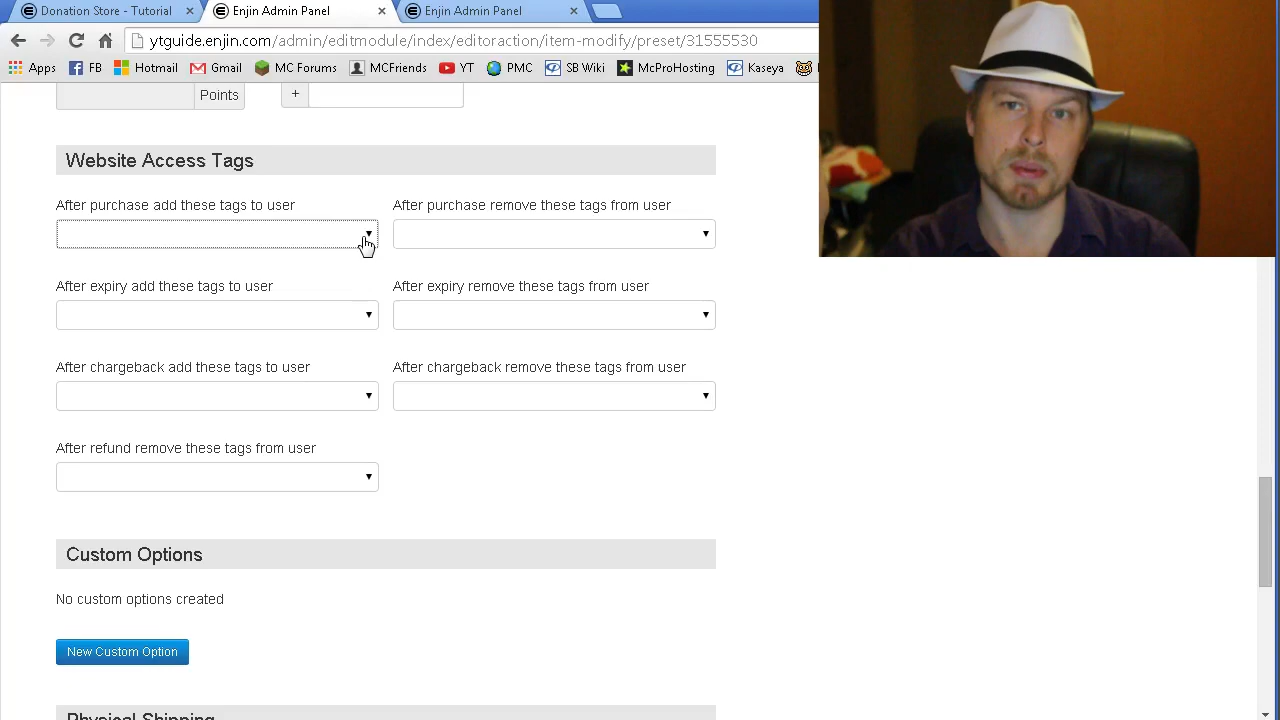 Donation Store - Tutorial
Enjin Admin Panel
Enjin Admin Panel
ytguide.enjin.com/admin/editmodule/index/editoraction/item-modify/preset/31555530
Apps FB Hotmail Gmail MC Forums MCFriends YT PMC SB Wiki McProHosting Kaseya
Points +
Website Access Tags
After purchase add these tags to user After purchase remove these tags from user
After expiry add these tags to user After expiry remove these tags from user
After chargeback add these tags to user After chargeback remove these tags from user
After refund remove these tags from user
Custom Options
No custom options created
New Custom Option
Physical Shipping